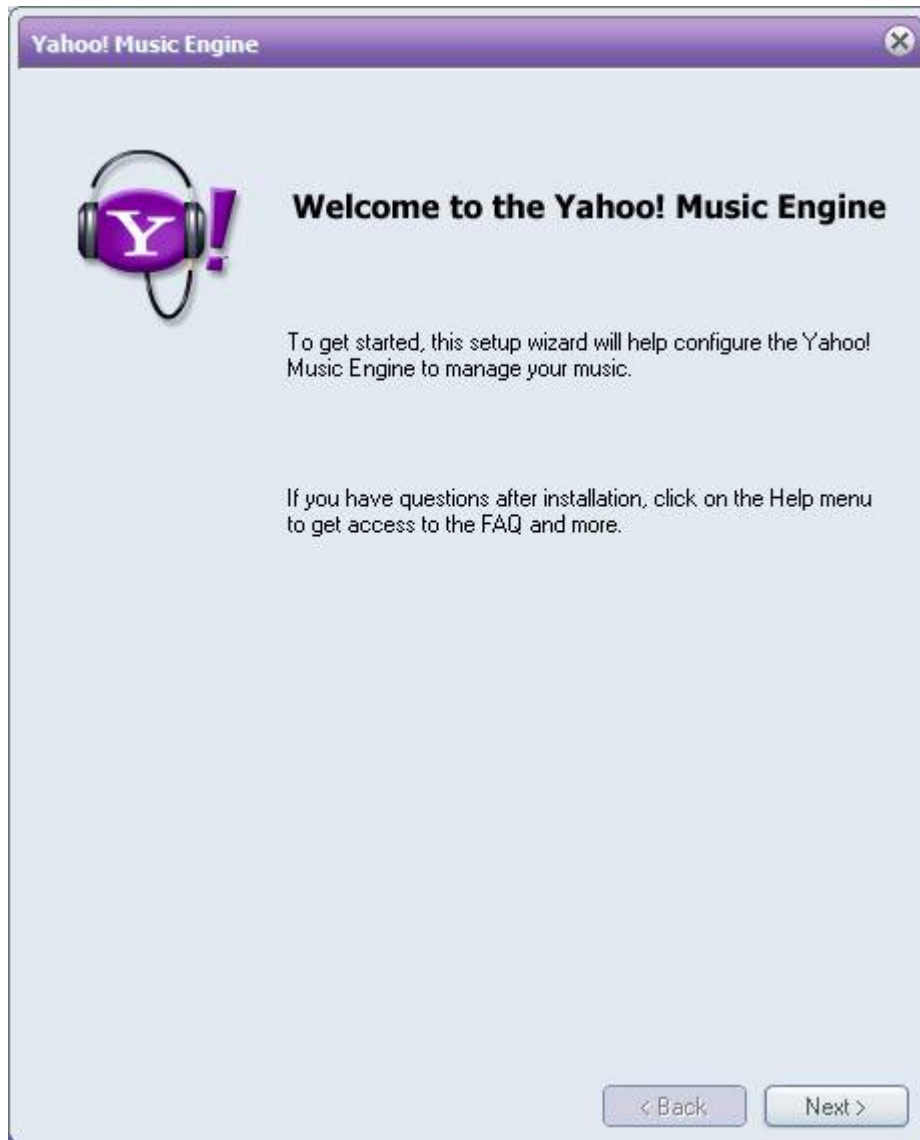 Yahoo! Music Engine
Y!
Welcome to the Yahoo! Music Engine
To get started, this setup wizard will help configure the Yahoo!
Music Engine to manage your music.
If you have questions after installation, click on the Help menu
to get access to the FAQ and more.
< Back
Next >